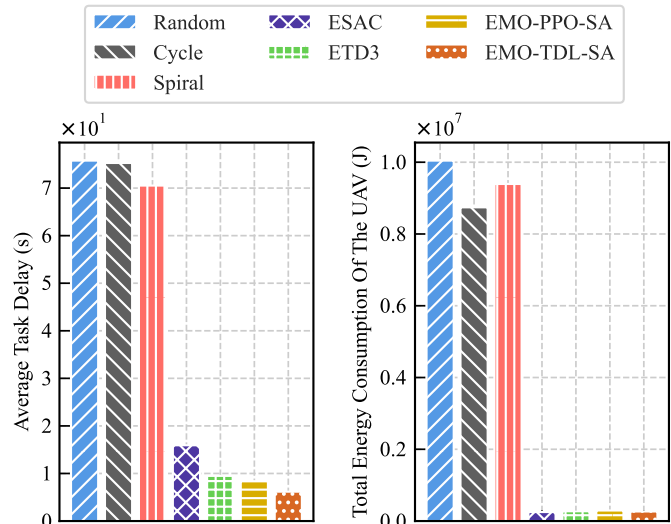 Random
ESAC
EMO-PPO-SA
Cycle
ETD3
EMO-TDL-SA
Spiral
×10¹
7
6
5
4
3
2
1
0
Average Task Delay (s)
×10⁷
1.0
0.8
0.6
0.4
0.2
0.0
Total Energy Consumption Of The UAV (J)